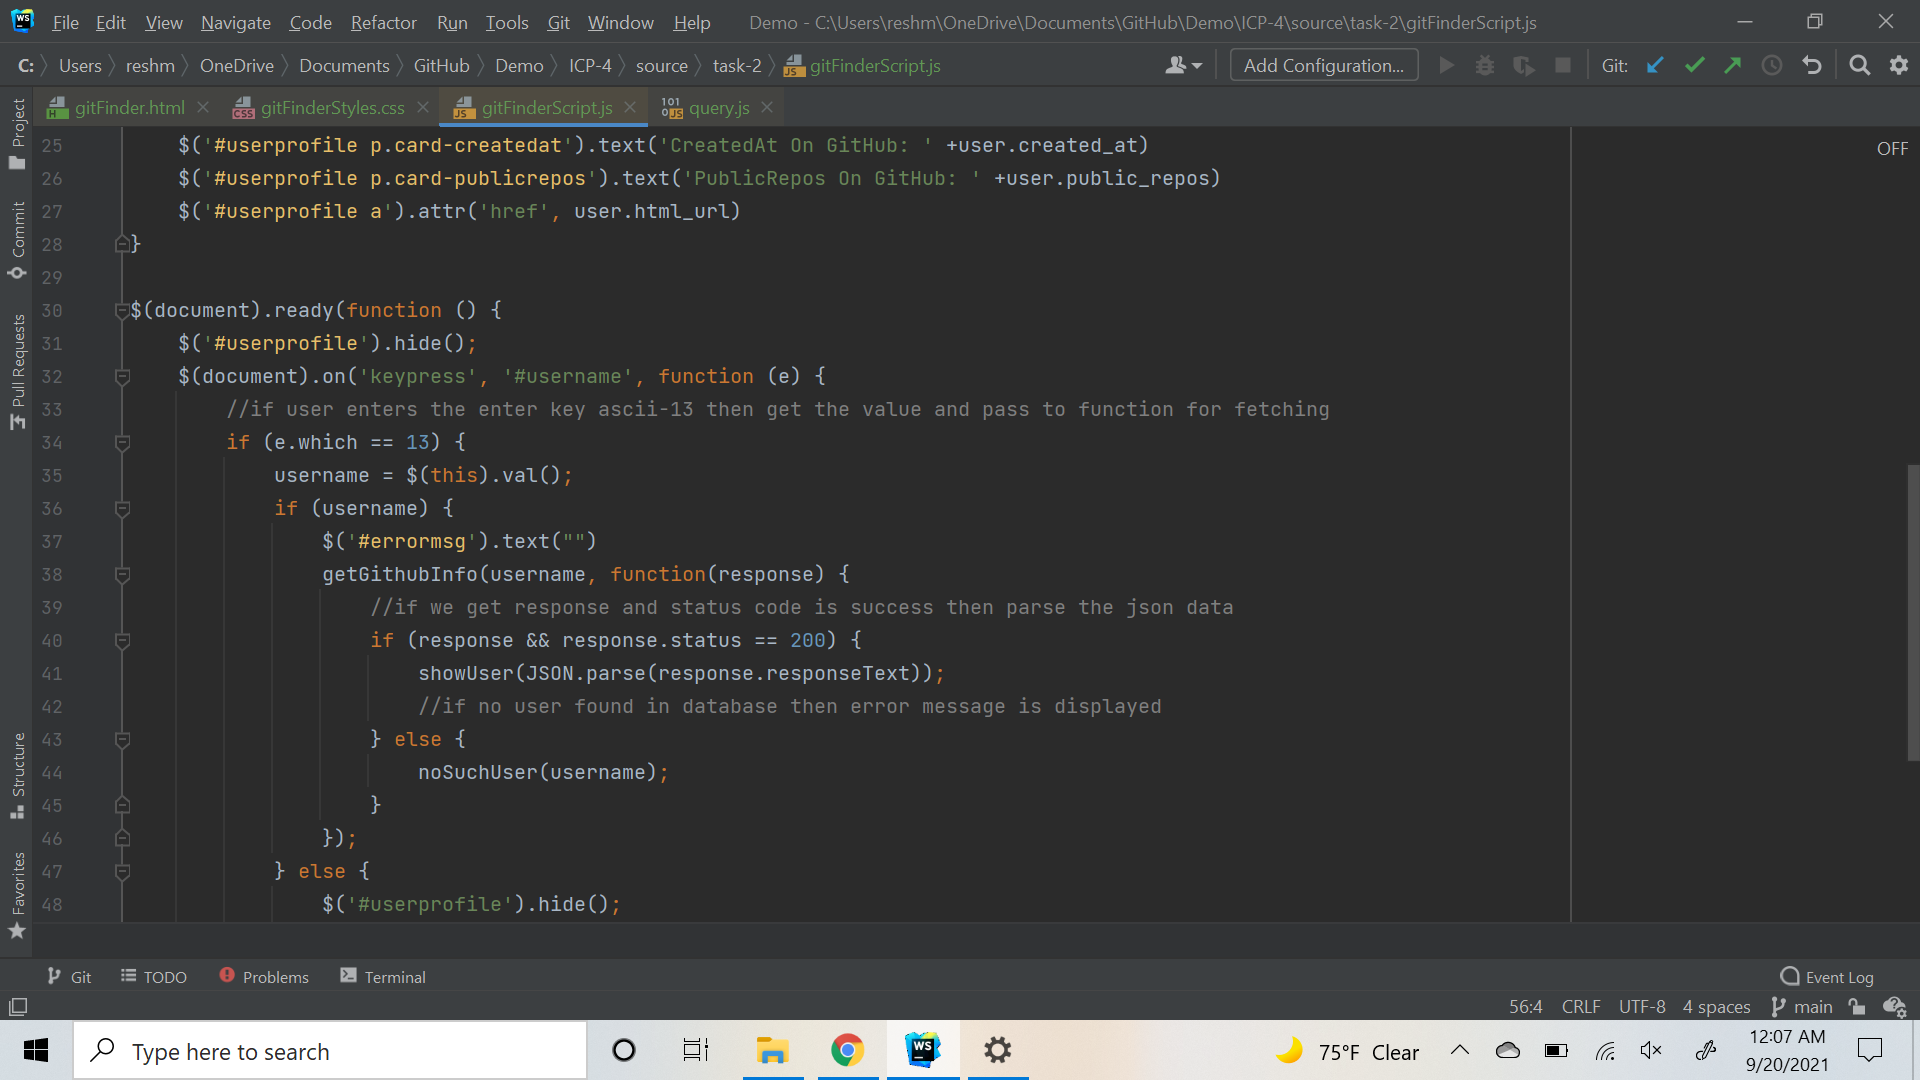 WS File Edit View Navigate Code Refactor Run Tools Git Window Help Demo - C:\Users\reshm\OneDrive\Documents\GitHub\Demo\ICP-4\source\task-2\gitFinderScript.js
C: Users reshm OneDrive Documents GitHub Demo ICP-4 source task-2 JS gitFinderScript.js Add Configuration... Git:
H gitFinder.html CSS gitFinderStyles.css JS gitFinderScript.js 101 0 JS query.js
Project
Commit
Pull Requests
Structure
Favorites
OFF
25 $('#userprofile p.card-createdat').text('CreatedAt On GitHub: ' +user.created_at)
26 $('#userprofile p.card-publicrepos').text('PublicRepos On GitHub: ' +user.public_repos)
27 $('#userprofile a').attr('href', user.html_url)
28 }
29
30 $(document).ready(function () {
31 $('#userprofile').hide();
32 $(document).on('keypress', '#username', function (e) {
33 //if user enters the enter key ascii-13 then get the value and pass to function for fetching
34 if (e.which == 13) {
35 username = $(this).val();
36 if (username) {
37 $('#errormsg').text("")
38 getGithubInfo(username, function(response) {
39 //if we get response and status code is success then parse the json data
40 if (response && response.status == 200) {
41 showUser(JSON.parse(response.responseText));
42 //if no user found in database then error message is displayed
43 } else {
44 noSuchUser(username);
45 }
46 });
47 } else {
48 $('#userprofile').hide();
Git TODO Problems Terminal Event Log
56:4 CRLF UTF-8 4 spaces main
Type here to search WS 75°F Clear 12:07 AM
9/20/2021